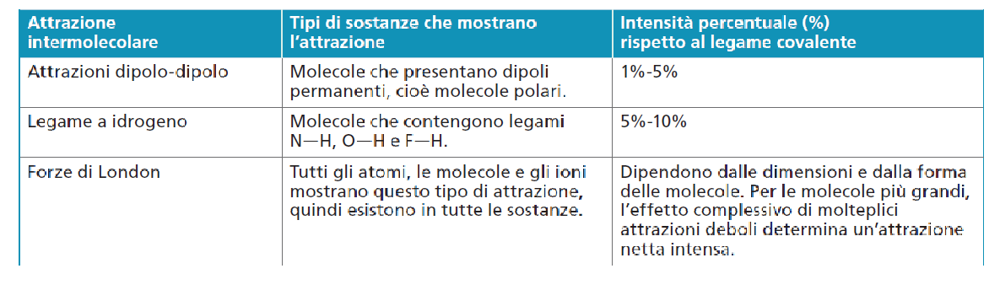 Attrazione
intermolecolare
Tipi di sostanze che mostrano
l'attrazione
Intensità percentuale (%)
rispetto al legame covalente
Attrazioni dipolo-dipolo
Molecole che presentano dipoli
permanenti, cioè molecole polari.
1%-5%
Legame a idrogeno
Molecole che contengono legami
N—H, O—H e F—H.
5%-10%
Forze di London
Tutti gli atomi, le molecole e gli ioni
mostrano questo tipo di attrazione,
quindi esistono in tutte le sostanze.
Dipendono dalle dimensioni e dalla forma
delle molecole. Per le molecole più grandi,
l'effetto complessivo di molteplici
attrazioni deboli determina un'attrazione
netta intensa.